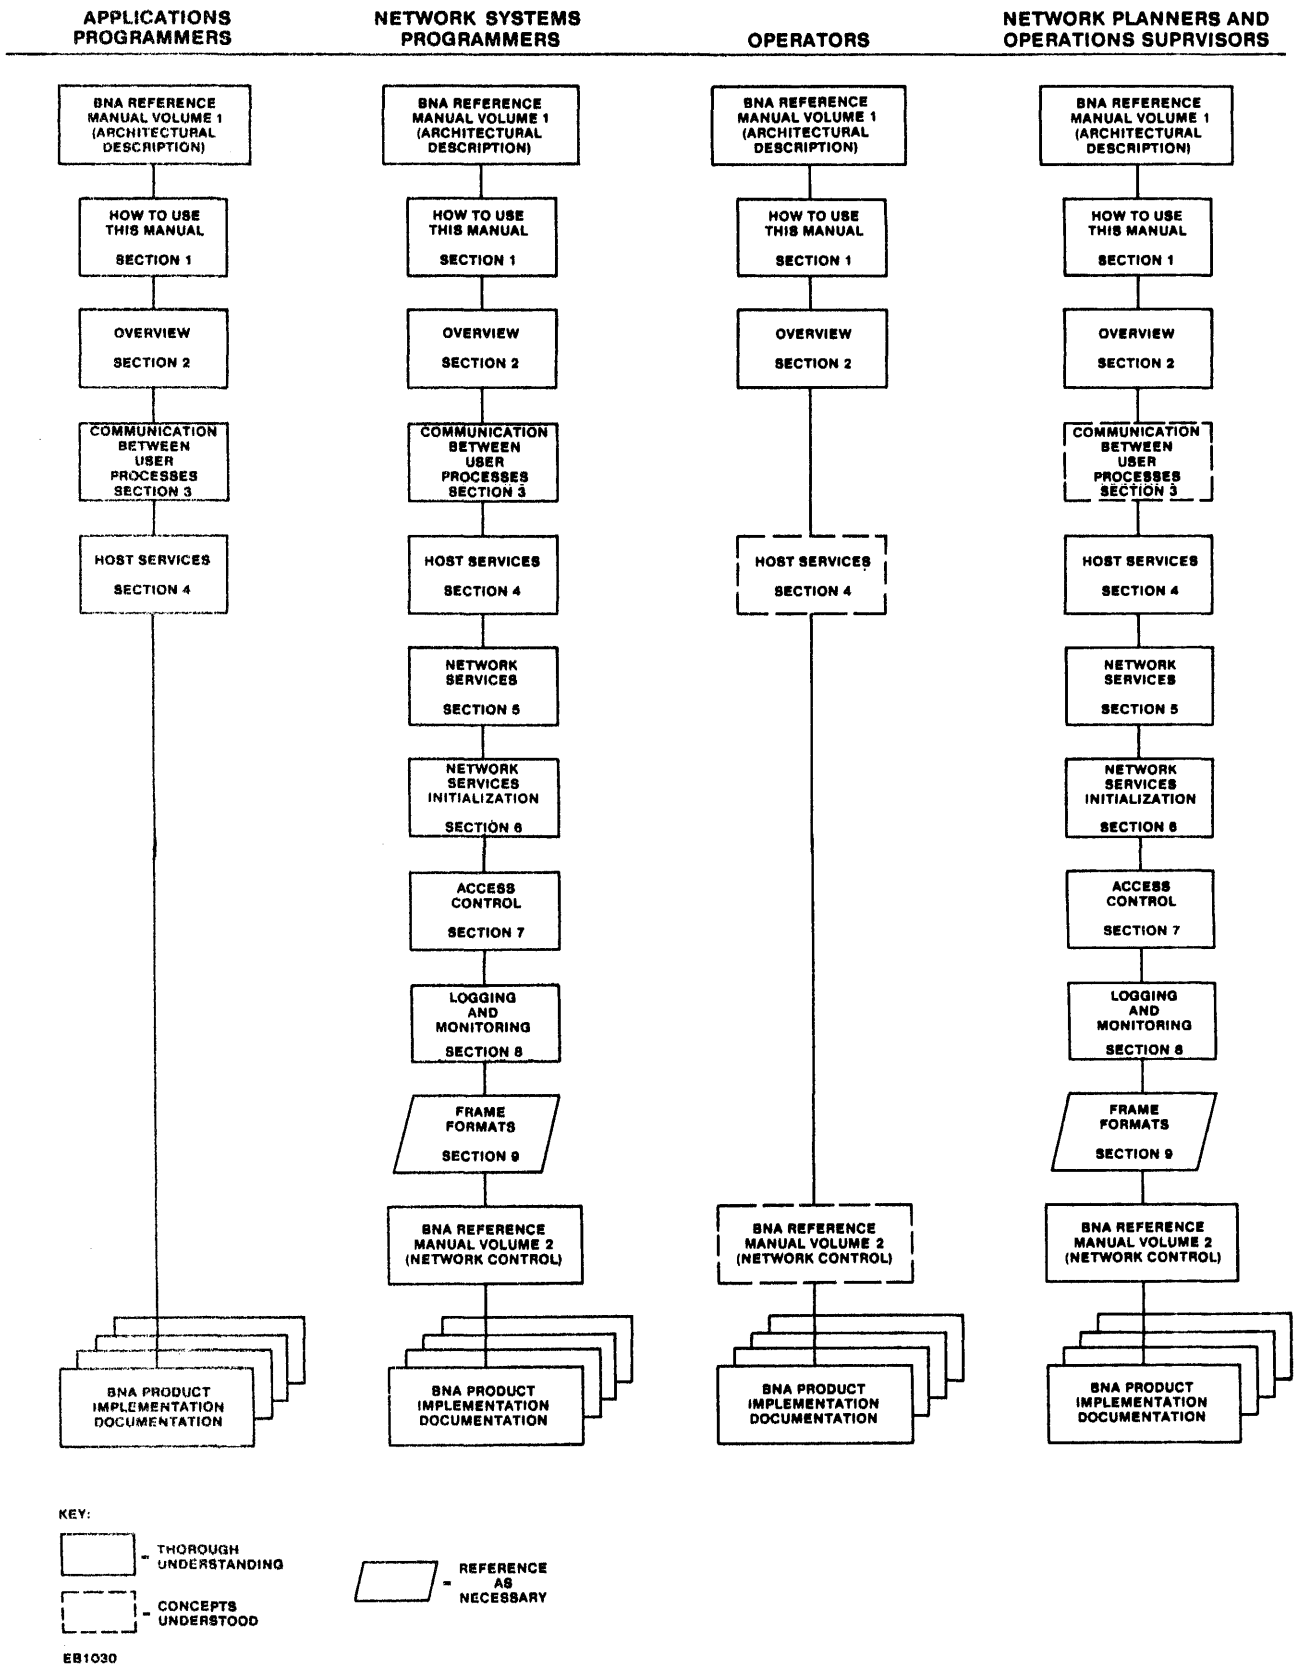 APPLICATIONS
PROGRAMMERS
NETWORK SYSTEMS
PROGRAMMERS
OPERATORS
NETWORK PLANNERS AND
OPERATIONS SUPRVISORS
BNA REFERENCE
MANUAL VOLUME 1
(ARCHITECTURAL
DESCRIPTION)
HOW TO USE
THIS MANUAL
SECTION 1
OVERVIEW
SECTION 2
COMMUNICATION
BETWEEN
USER
PROCESSES
SECTION 3
HOST SERVICES
SECTION 4
BNA PRODUCT
IMPLEMENTATION
DOCUMENTATION
BNA REFERENCE
MANUAL VOLUME 1
(ARCHITECTURAL
DESCRIPTION)
HOW TO USE
THIS MANUAL
SECTION 1
OVERVIEW
SECTION 2
COMMUNICATION
BETWEEN
USER
PROCESSES
SECTION 3
HOST SERVICES
SECTION 4
NETWORK
SERVICES
SECTION 5
NETWORK
SERVICES
INITIALIZATION
SECTION 6
ACCESS
CONTROL
SECTION 7
LOGGING
AND
MONITORING
SECTION 8
FRAME
FORMATS
SECTION 9
BNA REFERENCE
MANUAL VOLUME 2
(NETWORK CONTROL)
BNA PRODUCT
IMPLEMENTATION
DOCUMENTATION
BNA REFERENCE
MANUAL VOLUME 1
(ARCHITECTURAL
DESCRIPTION)
HOW TO USE
THIS MANUAL
SECTION 1
OVERVIEW
SECTION 2
HOST SERVICES
SECTION 4
BNA REFERENCE
MANUAL VOLUME 2
(NETWORK CONTROL)
BNA PRODUCT
IMPLEMENTATION
DOCUMENTATION
BNA REFERENCE
MANUAL VOLUME 1
(ARCHITECTURAL
DESCRIPTION)
HOW TO USE
THIS MANUAL
SECTION 1
OVERVIEW
SECTION 2
COMMUNICATION
BETWEEN
USER
PROCESSES
SECTION 3
HOST SERVICES
SECTION 4
NETWORK
SERVICES
SECTION 5
NETWORK
SERVICES
INITIALIZATION
SECTION 6
ACCESS
CONTROL
SECTION 7
LOGGING
AND
MONITORING
SECTION 8
FRAME
FORMATS
SECTION 9
BNA REFERENCE
MANUAL VOLUME 2
(NETWORK CONTROL)
BNA PRODUCT
IMPLEMENTATION
DOCUMENTATION
KEY:
= THOROUGH
UNDERSTANDING
= CONCEPTS
UNDERSTOOD
= REFERENCE
AS
NECESSARY
EB1030